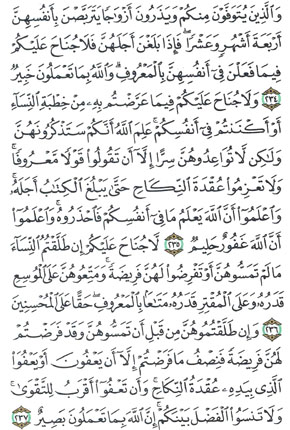 وَٱلَّذِينَ يُتَوَفَّوْنَ مِنكُمْ وَيَذَرُونَ أَزْوَٰجًا يَتَرَبَّصْنَ بِأَنفُسِهِنَّ
أَرْبَعَةَ أَشْهُرٍ وَعَشْرًا ۖ فَإِذَا بَلَغْنَ أَجَلَهُنَّ فَلَا جُنَاحَ عَلَيْكُمْ
فِيمَا فَعَلْنَ فِىٓ أَنفُسِهِنَّ بِٱلْمَعْرُوفِ ۗ وَٱللَّهُ بِمَا تَعْمَلُونَ خَبِيرٌ
٢٣٤ وَلَا جُنَاحَ عَلَيْكُمْ فِيمَا عَرَّضْتُم بِهِۦ مِنْ خِطْبَةِ ٱلنِّسَآءِ
أَوْ أَكْنَنتُمْ فِىٓ أَنفُسِكُمْ ۚ عَلِمَ ٱللَّهُ أَنَّكُمْ سَتَذْكُرُونَهُنَّ
وَلَٰكِن لَّا تُوَاعِدُوهُنَّ سِرًّا إِلَّآ أَن تَقُولُوا۟ قَوْلًا مَّعْرُوفًا ۚ
وَلَا تَعْزِمُوا۟ عُقْدَةَ ٱلنِّكَاحِ حَتَّىٰ يَبْلُغَ ٱلْكِتَٰبُ أَجَلَهُۥ ۚ
وَٱعْلَمُوٓا۟ أَنَّ ٱللَّهَ يَعْلَمُ مَا فِىٓ أَنفُسِكُمْ فَٱحْذَرُوهُ ۚ وَٱعْلَمُوٓا۟
أَنَّ ٱللَّهَ غَفُورٌ حَلِيمٌ ٢٣٥ لَّا جُنَاحَ عَلَيْكُمْ إِن طَلَّقْتُمُ ٱلنِّسَآءَ
مَا لَمْ تَمَسُّوهُنَّ أَوْ تَفْرِضُوا۟ لَهُنَّ فَرِيضَةً ۚ وَمَتِّعُوهُنَّ عَلَى ٱلْمُوسِعِ
قَدَرُهُۥ وَعَلَى ٱلْمُقْتِرِ قَدَرُهُۥ مَتَٰعًۢا بِٱلْمَعْرُوفِ ۖ حَقًّا عَلَى ٱلْمُحْسِنِينَ
٢٣٦ وَإِن طَلَّقْتُمُوهُنَّ مِن قَبْلِ أَن تَمَسُّوهُنَّ وَقَدْ فَرَضْتُمْ
لَهُنَّ فَرِيضَةً فَنِصْفُ مَا فَرَضْتُمْ إِلَّآ أَن يَعْفُونَ أَوْ يَعْفُوَا۟
ٱلَّذِى بِيَدِهِۦ عُقْدَةُ ٱلنِّكَاحِ ۚ وَأَن تَعْفُوٓا۟ أَقْرَبُ لِلتَّقْوَىٰ ۚ
وَلَا تَنسَوُا۟ ٱلْفَضْلَ بَيْنَكُمْ ۚ إِنَّ ٱللَّهَ بِمَا تَعْمَلُونَ بَصِيرٌ ٢٣٧